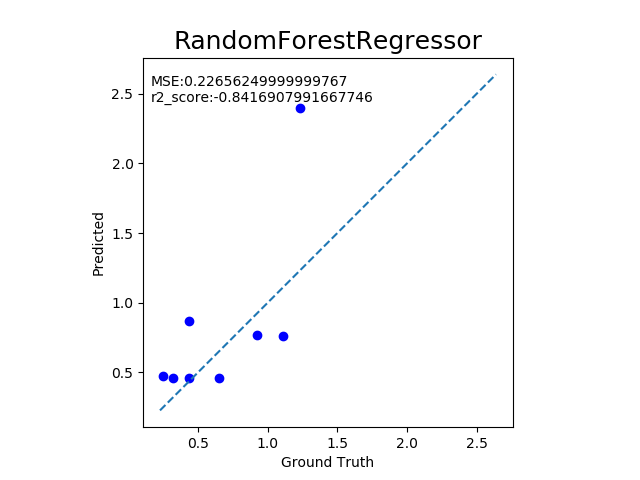 RandomForestRegressor
MSE:0.22656249999999767
r2_score:-0.8416907991667746
2.5
2.0
1.5
1.0
0.5
Predicted
0.5 1.0 1.5 2.0 2.5
Ground Truth